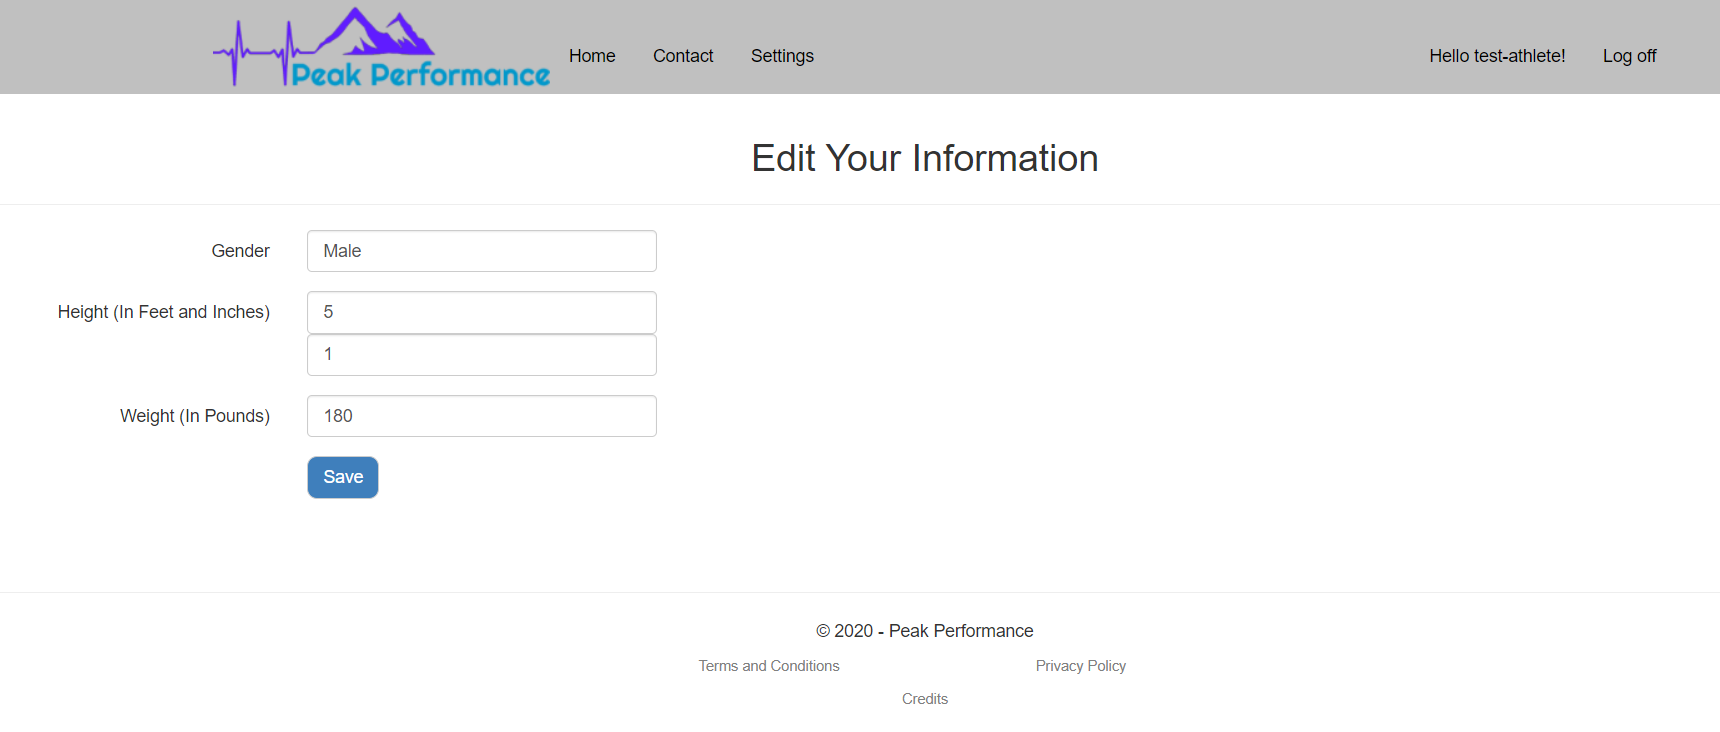 Peak Performance Home Contact Settings Hello test-athlete! Log off
Edit Your Information
Gender Male
Height (In Feet and Inches) 5
1
Weight (In Pounds) 180
Save
© 2020 - Peak Performance
Terms and Conditions Privacy Policy
Credits